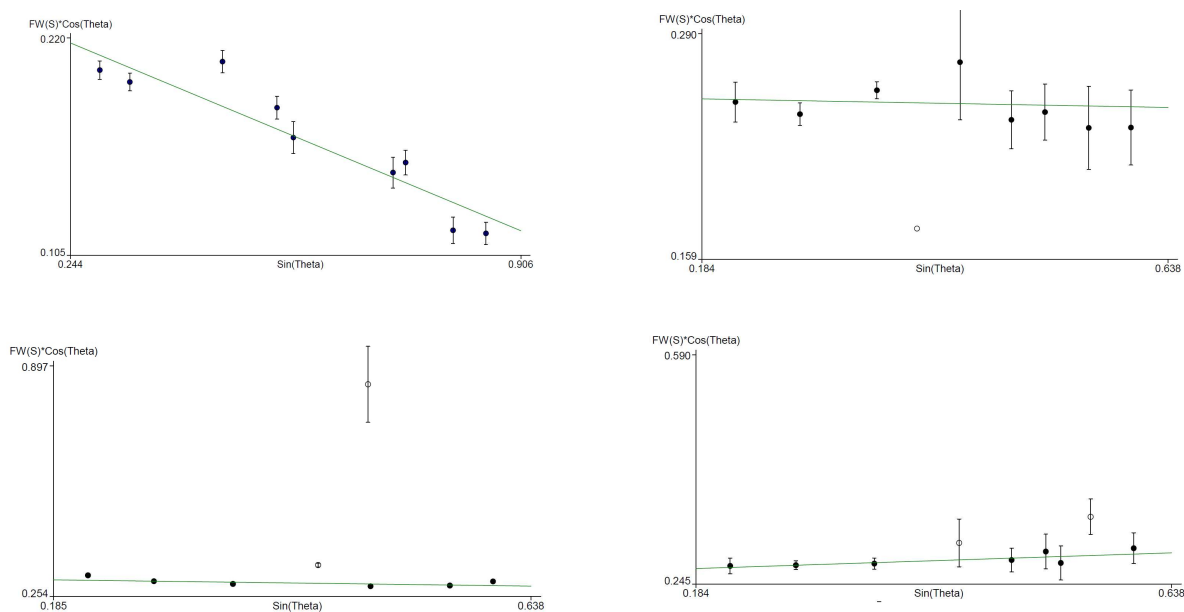 FW(S)*Cos(Theta)
0.220
0.105
0.244
Sin(Theta)
0.906
FW(S)*Cos(Theta)
0.290
0.159
0.184
Sin(Theta)
0.638
FW(S)*Cos(Theta)
0.897
0.254
0.185
Sin(Theta)
0.638
FW(S)*Cos(Theta)
0.590
0.245
0.184
Sin(Theta)
0.638